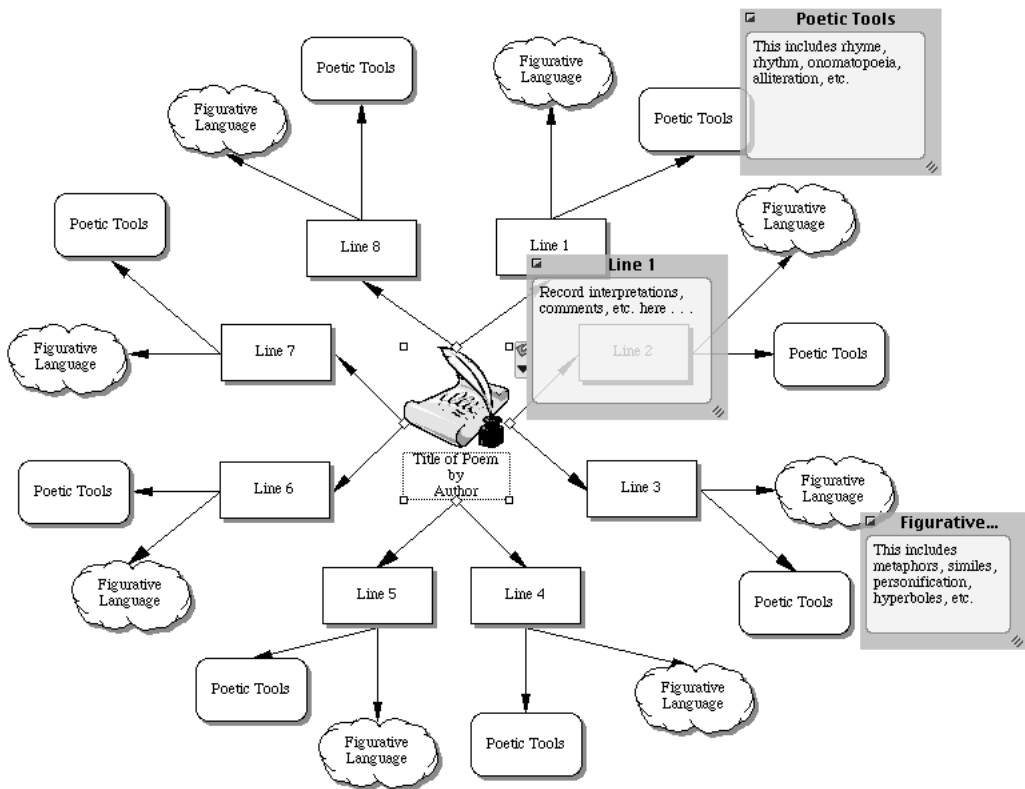 Poetic Tools
This includes rhyme,
rhythm, onomatopoeia,
alliteration, etc.
Figurative
Language
Poetic Tools
Poetic Tools
Figurative
Language
Figurative
Language
Poetic Tools
Line 8
Line 1
Line 1
Record interpretations,
comments, etc. here . . .
Line 2
Line 7
Figurative
Language
Poetic Tools
Title of Poem
by
Author
Line 6
Poetic Tools
Figurative
Language
Line 3
Figurative
Language
Figurative...
This includes
metaphors, similes,
personification,
hyperboles, etc.
Poetic Tools
Line 5
Line 4
Poetic Tools
Figurative
Language
Poetic Tools
Figurative
Language